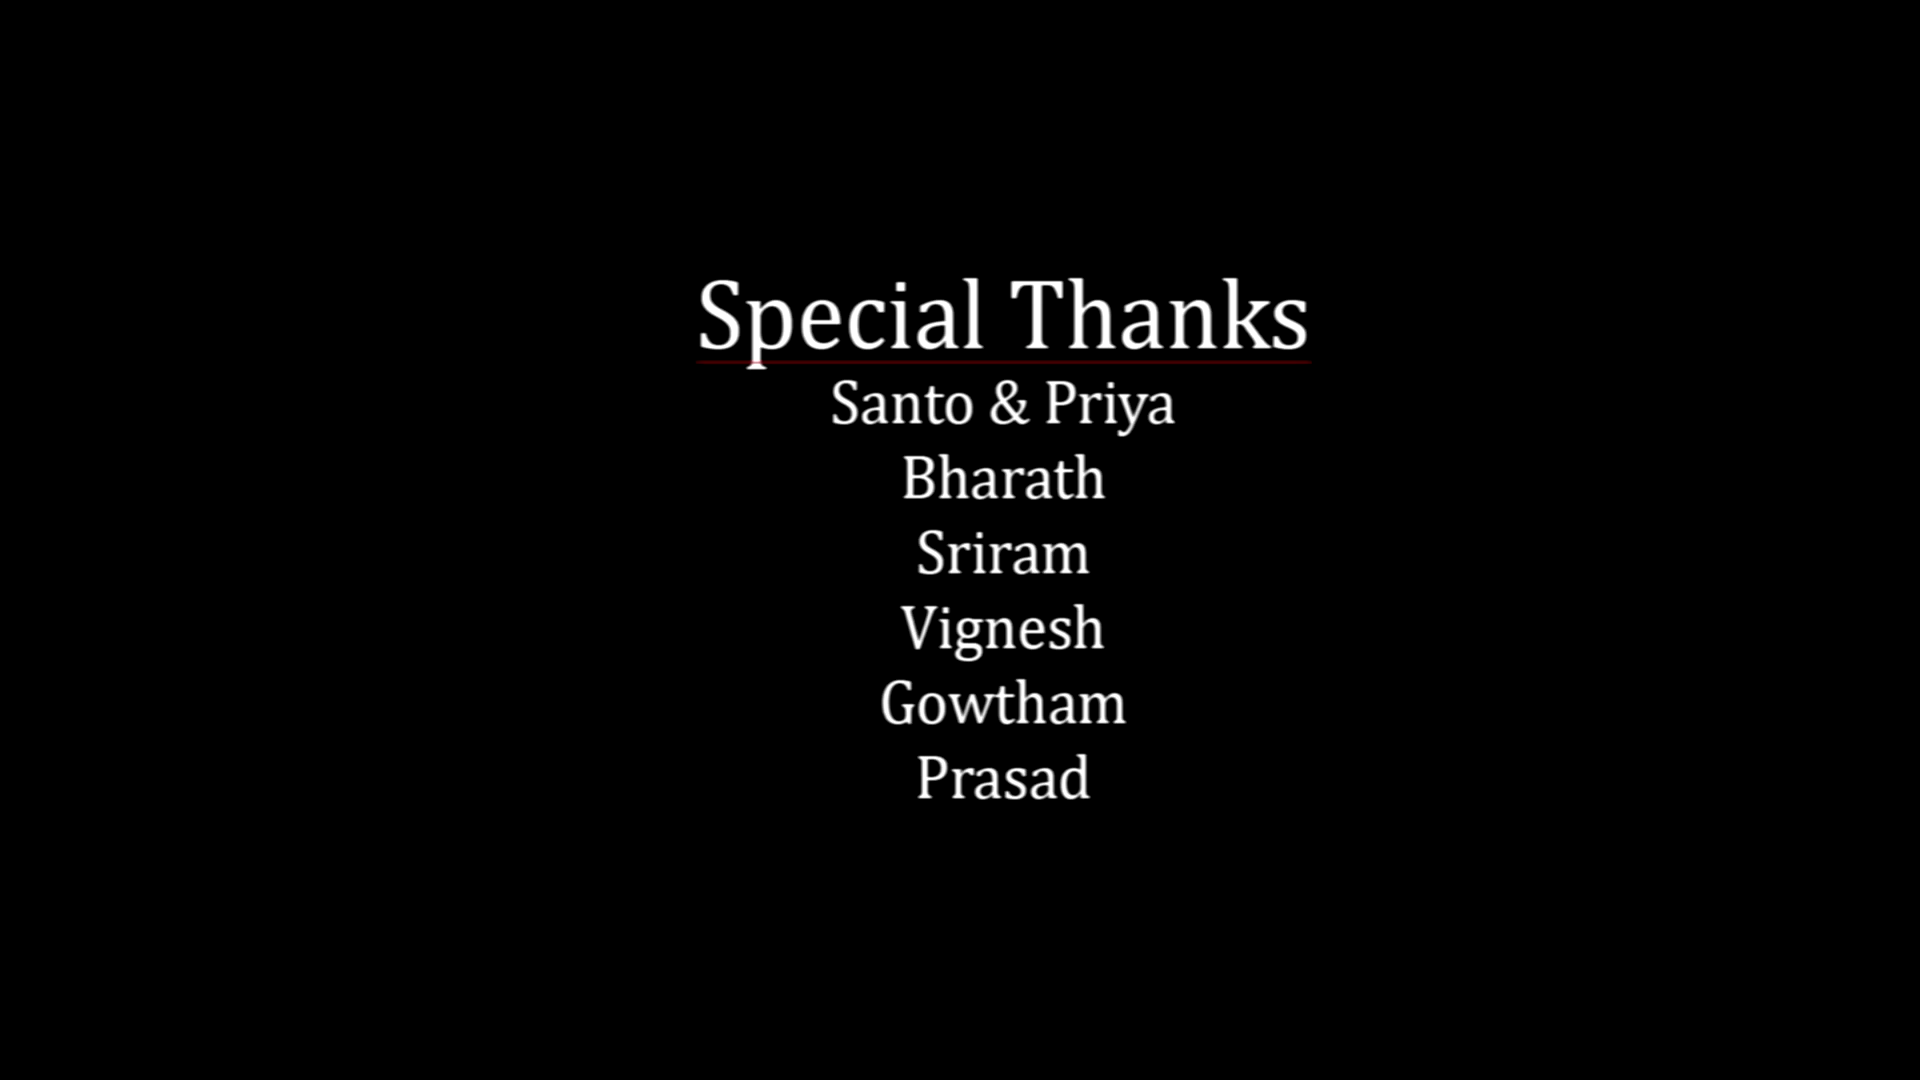 Special Thanks
Santo & Priya
Bharath
Sriram
Vignesh
Gowtham
Prasad